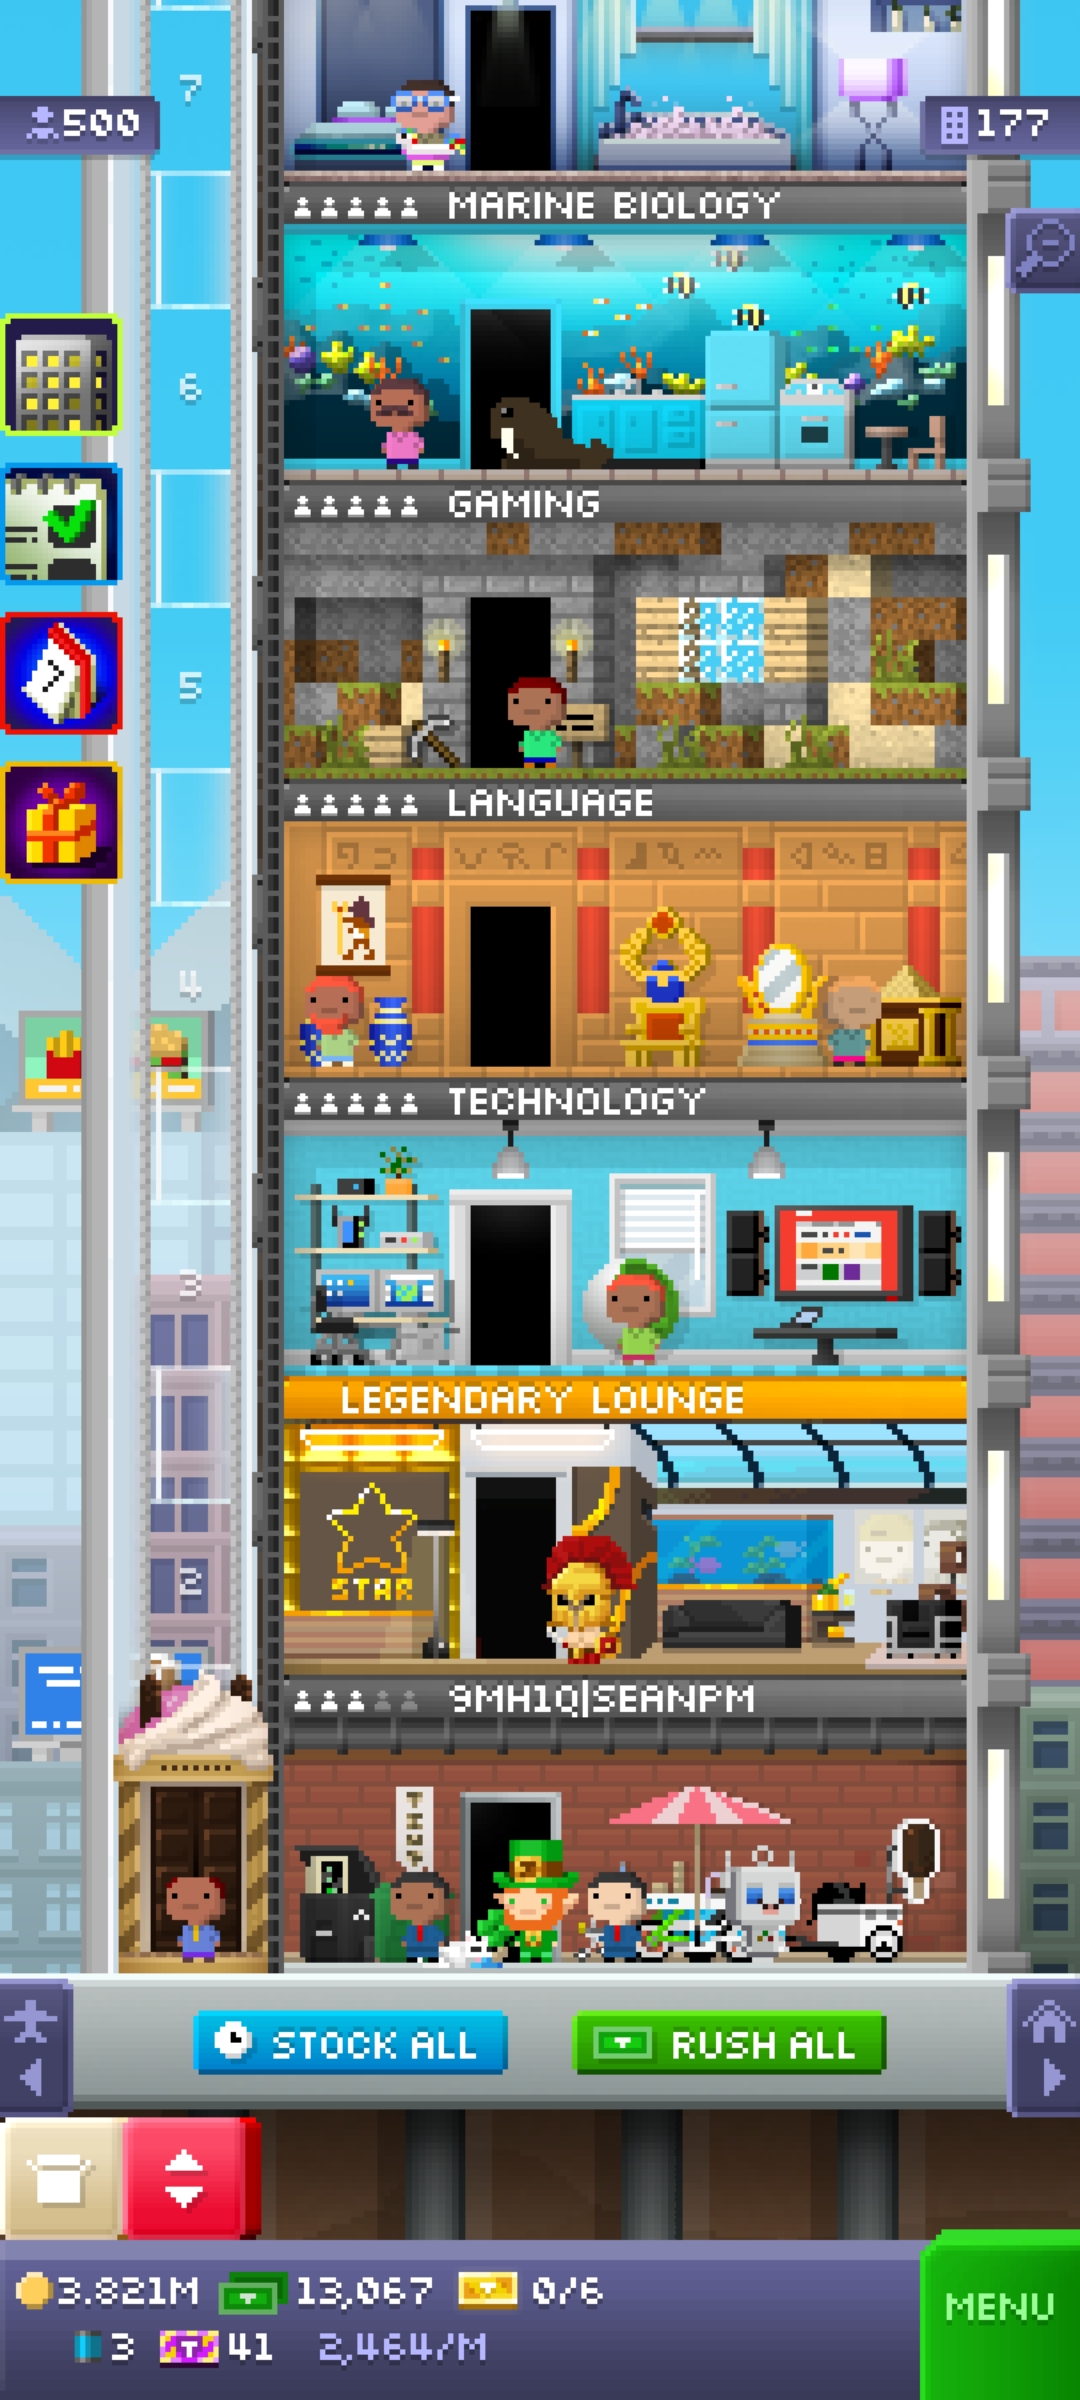 7
500
177
MARINE BIOLOGY
6
GAMING
5
LANGUAGE
4
TECHNOLOGY
3
LEGENDARY LOUNGE
STAR
2
9MH1Q|SEANPM
STOCK ALL
RUSH ALL
3.821M
13,067
0/6
MENU
3
T
41
2,464/M